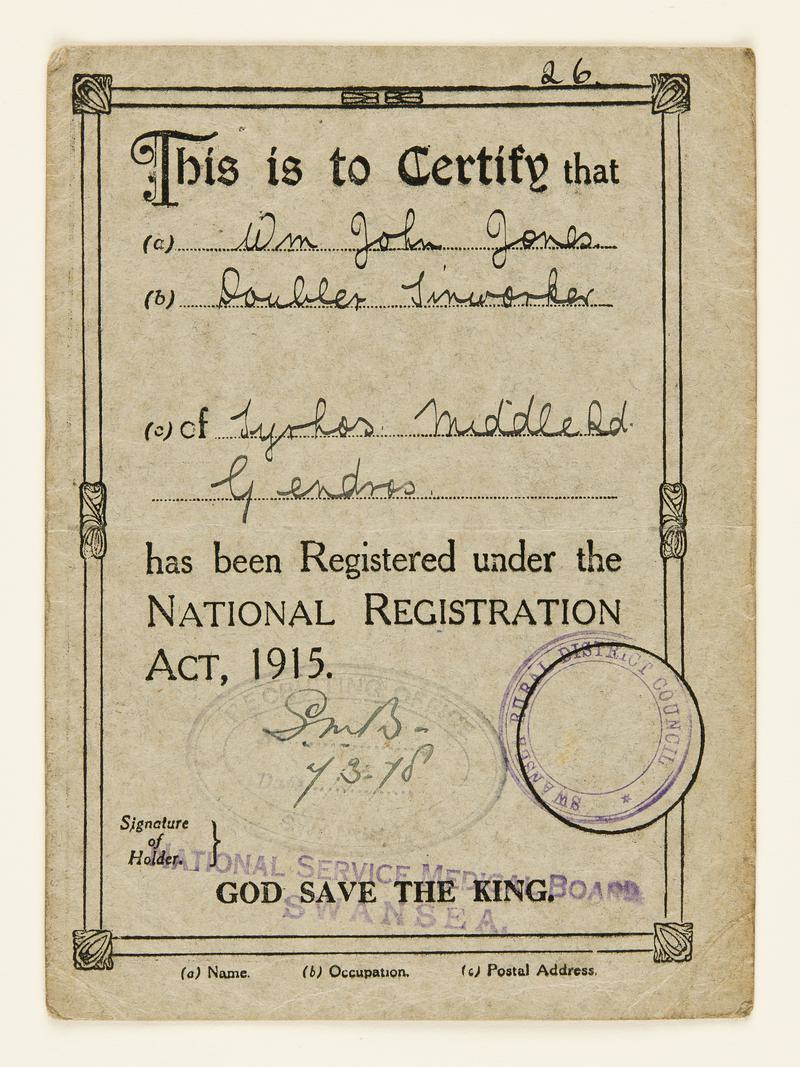 26.
This is to Certify that
(a) Wm John Jones
(b) Doubler Tinworker
(c) of Tyrhos. Middle Rd.
Gendros.
has been Registered under the
NATIONAL REGISTRATION
ACT, 1915.
RECRUITING OFFICE
7.3.18
SWANSEA RURAL DISTRICT COUNCIL
Signature
of
Holder.
NATIONAL SERVICE MEDICAL BOARD
GOD SAVE THE KING.
SWANSEA.
(a) Name. (b) Occupation. (c) Postal Address.